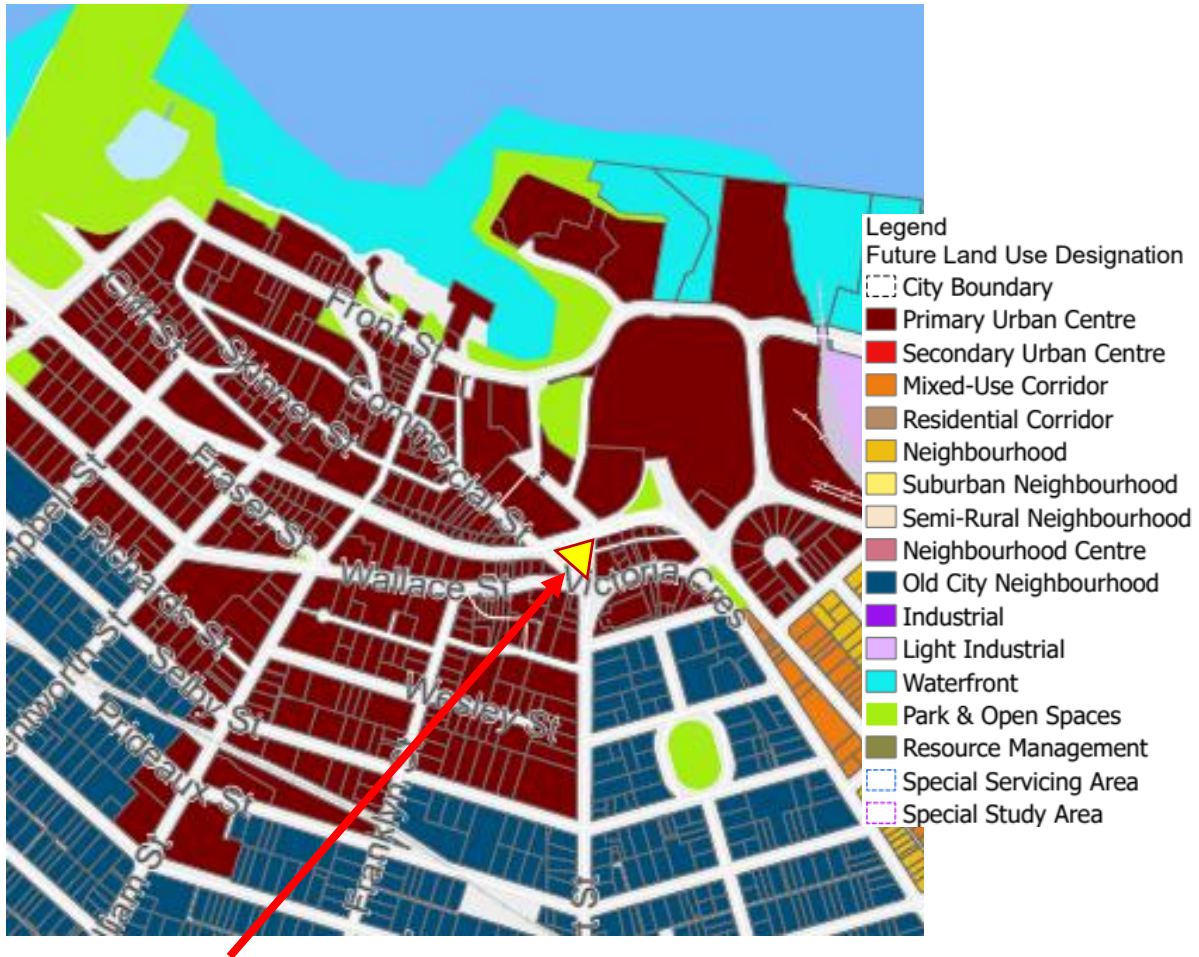 Front St
Cliff St
Skinner St
Commercial St
Fraser St
Wallace St
Victoria Cres
Richards St
Selby St
Wesley St
Prideaux St
Legend
Future Land Use Designation
City Boundary
Primary Urban Centre
Secondary Urban Centre
Mixed-Use Corridor
Residential Corridor
Neighbourhood
Suburban Neighbourhood
Semi-Rural Neighbourhood
Neighbourhood Centre
Old City Neighbourhood
Industrial
Light Industrial
Waterfront
Park & Open Spaces
Resource Management
Special Servicing Area
Special Study Area